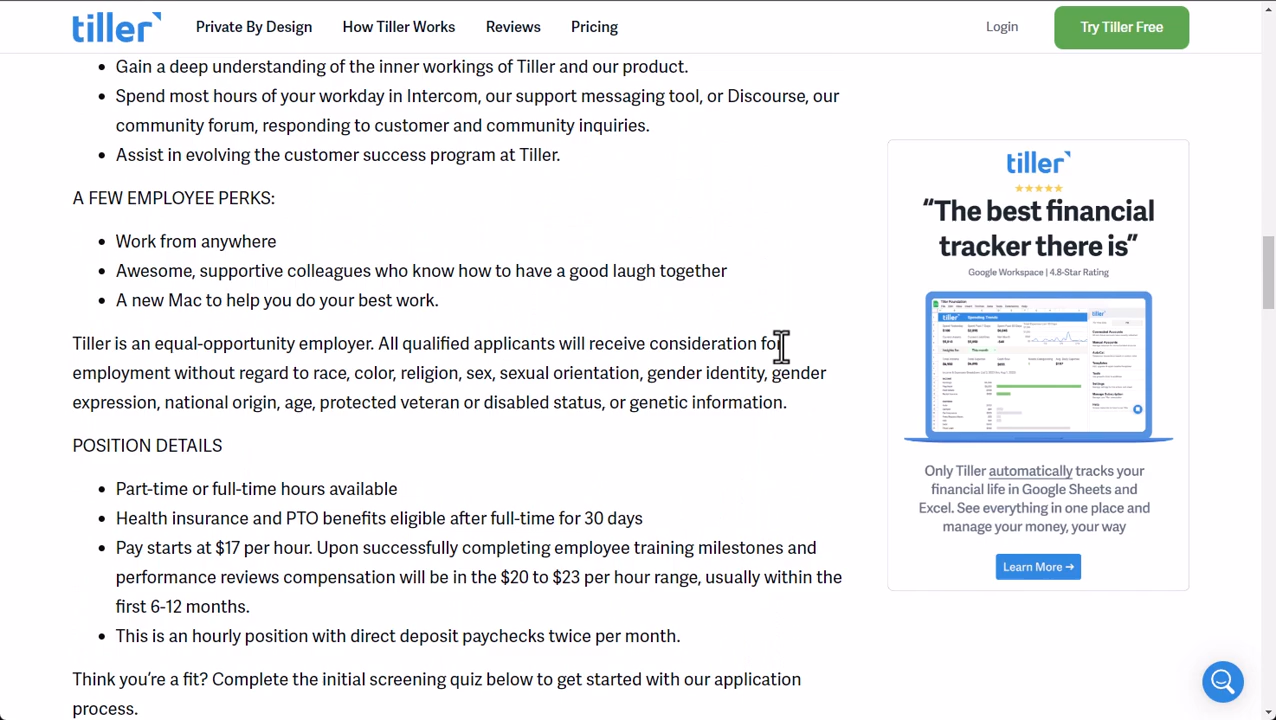 tiller
Private By Design
How Tiller Works
Reviews
Pricing
Login
Try Tiller Free
Gain a deep understanding of the inner workings of Tiller and our product.
Spend most hours of your workday in Intercom, our support messaging tool, or Discourse, our
community forum, responding to customer and community inquiries.
Assist in evolving the customer success program at Tiller.
A FEW EMPLOYEE PERKS:
Work from anywhere
Awesome, supportive colleagues who know how to have a good laugh together
A new Mac to help you do your best work.
Tiller is an equal-opportunity employer. All qualified applicants will receive consideration for
employment without regard to race, color, religion, sex, sexual orientation, gender identity, gender
expression, national origin, age, protected veteran or disabled status, or genetic information.
POSITION DETAILS
Part-time or full-time hours available
Health insurance and PTO benefits eligible after full-time for 30 days
Pay starts at $17 per hour. Upon successfully completing employee training milestones and
performance reviews compensation will be in the $20 to $23 per hour range, usually within the
first 6-12 months.
This is an hourly position with direct deposit paychecks twice per month.
Think you're a fit? Complete the initial screening quiz below to get started with our application
process.
tiller
“The best financial
tracker there is”
Google Workspace | 4.8-Star Rating
Spending Trends
tiller
Only Tiller automatically tracks your
financial life in Google Sheets and
Excel. See everything in one place and
manage your money, your way
Learn More →